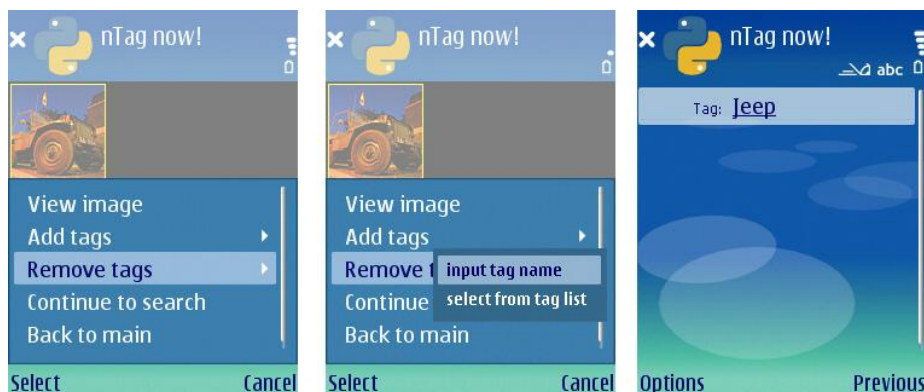 nTag now!
View image
Add tags
Remove tags
Continue to search
Back to main
Select Cancel
nTag now!
View image
Add tags
Remove t
input tag name
Continue
select from tag list
Back to main
Select Cancel
nTag now!
abc
Tag: Jeep
Options Previous